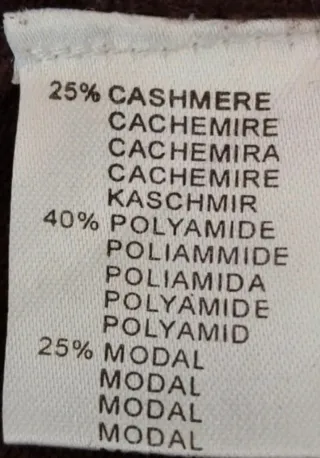 25% CASHMERE
CACHEMIRE
CACHEMIRA
CACHEMIRE
KASCHMIR
40% POLYAMIDE
POLIAMMIDE
POLIAMIDA
POLYAMIDE
POLYAMID
25% MODAL
MODAL
MODAL
MODAL